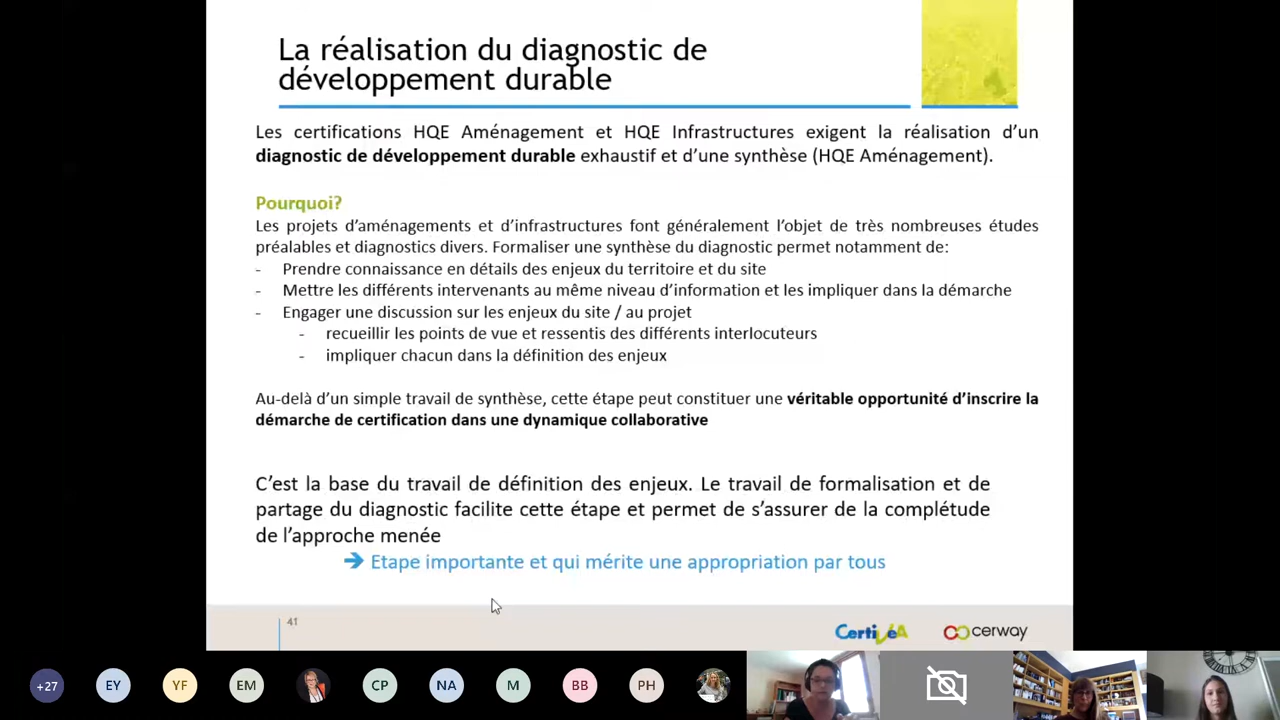 La réalisation du diagnostic de
développement durable
Les certifications HQE Aménagement et HQE Infrastructures exigent la réalisation d'un
diagnostic de développement durable exhaustif et d'une synthèse (HQE Aménagement).
Pourquoi?
Les projets d'aménagements et d'infrastructures font généralement l'objet de très nombreuses études
préalables et diagnostics divers. Formaliser une synthèse du diagnostic permet notamment de:
- Prendre connaissance en détails des enjeux du territoire et du site
- Mettre les différents intervenants au même niveau d'information et les impliquer dans la démarche
- Engager une discussion sur les enjeux du site / au projet
- recueillir les points de vue et ressentis des différents interlocuteurs
- impliquer chacun dans la définition des enjeux
Au-delà d'un simple travail de synthèse, cette étape peut constituer une véritable opportunité d'inscrire la
démarche de certification dans une dynamique collaborative
C'est la base du travail de définition des enjeux. Le travail de formalisation et de
partage du diagnostic facilite cette étape et permet de s'assurer de la complétude
de l'approche menée
➔ Etape importante et qui mérite une appropriation par tous
41
CertivéA
cerway
+27 EY YF EM CP NA M BB PH